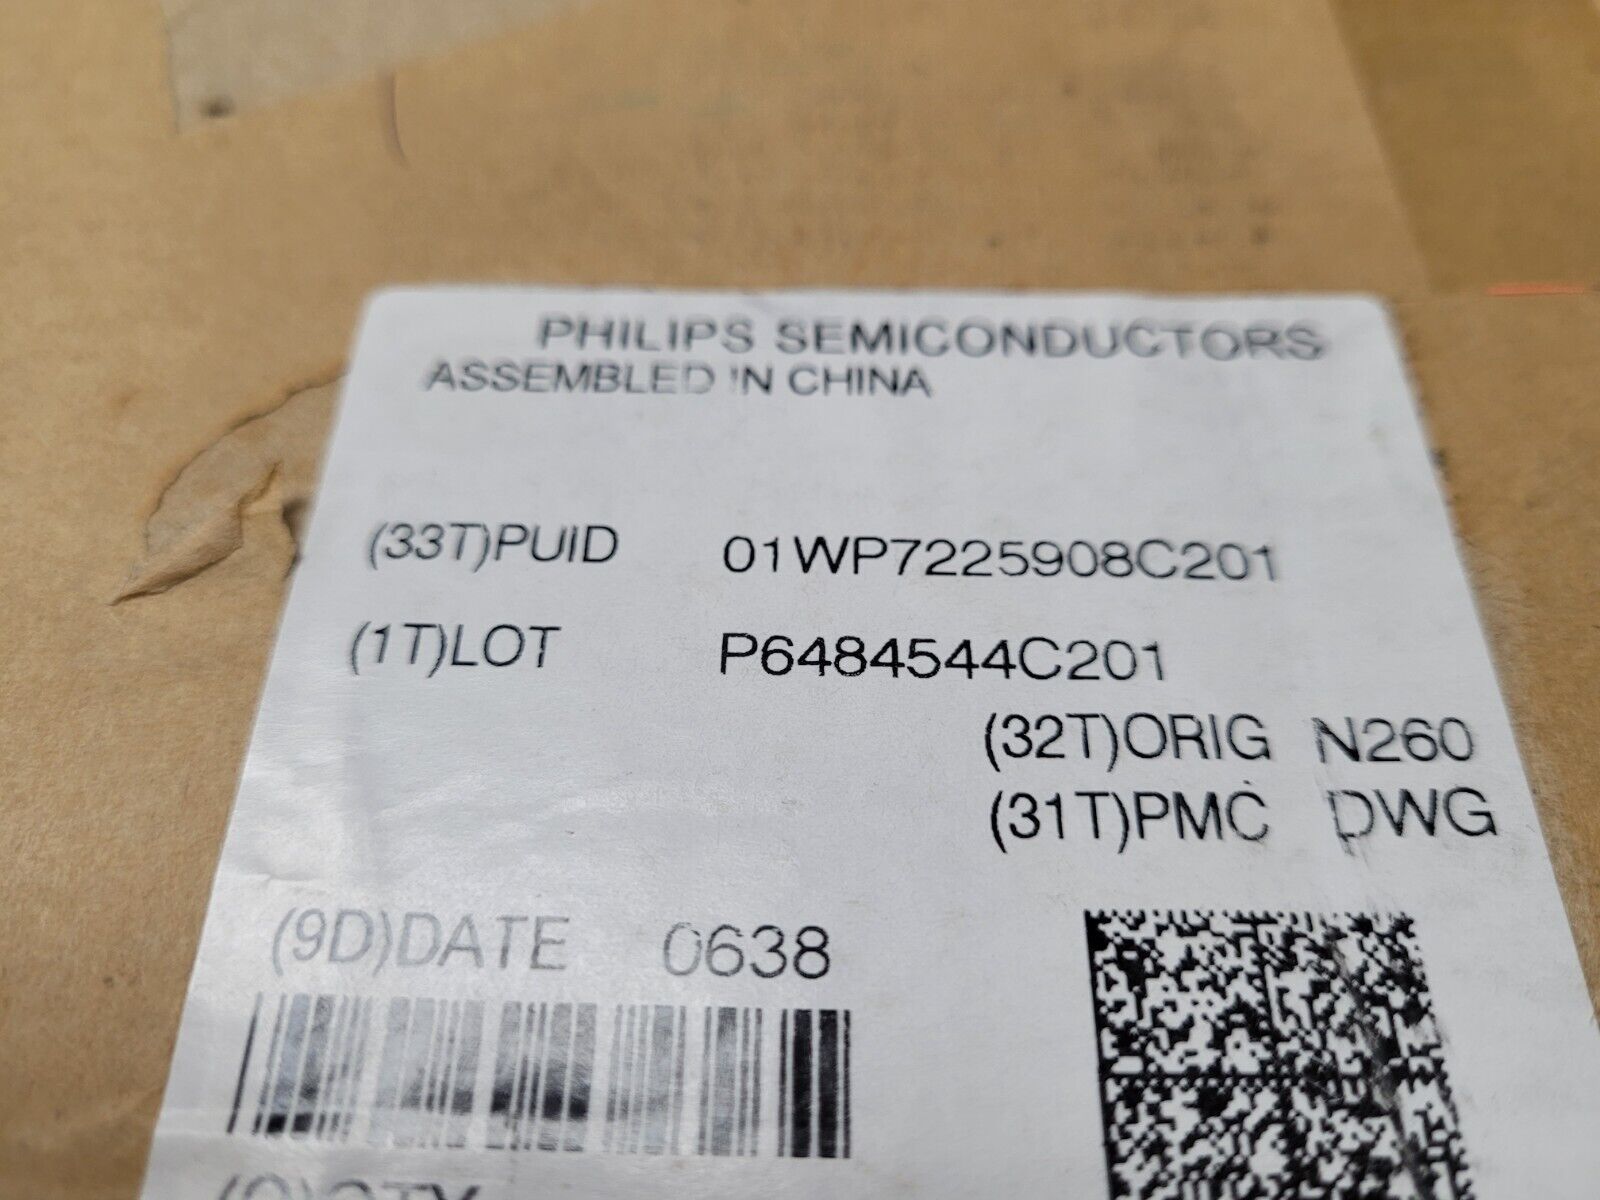 PHILIPS SEMICONDUCTORS
ASSEMBLED IN CHINA
(33T)PUID 01WP7225908C201
(1T)LOT P6484544C201
(32T)ORIG N260
(31T)PMC DWG
(9D)DATE 0638
(Q)QTY